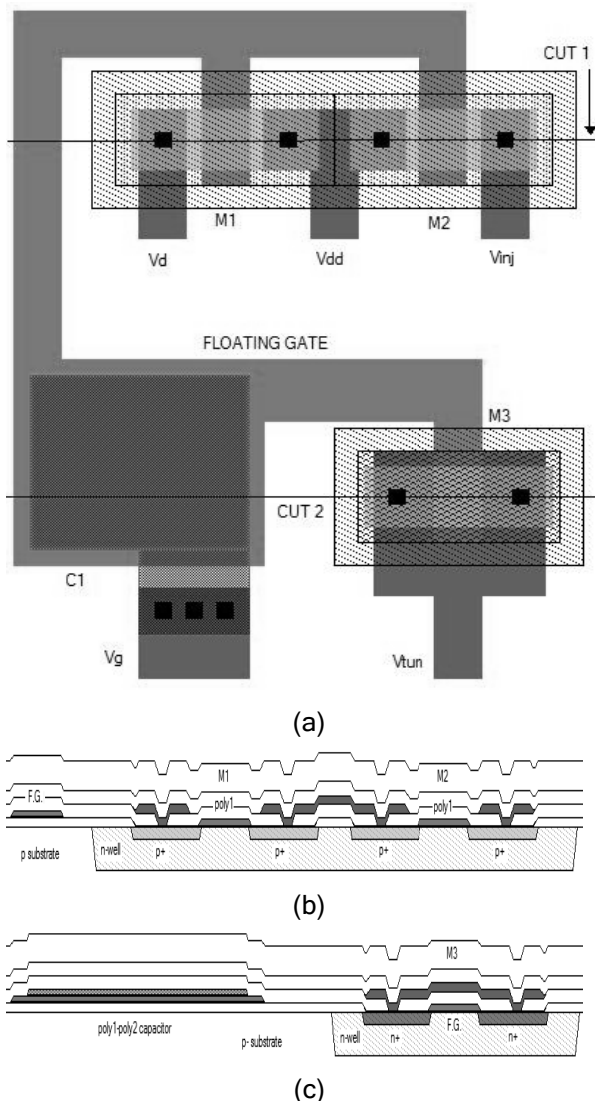 CUT 1
M1
M2
Vd
Vdd
Vinj
FLOATING GATE
M3
CUT 2
C1
Vg
Vtun
(a)
M1
M2
F.G.
poly1
poly1
p substrate
n-well
p+
p+
p+
p+
(b)
M3
poly1-poly2 capacitor
p- substrate
n-well
n+
F.G.
n+
(c)